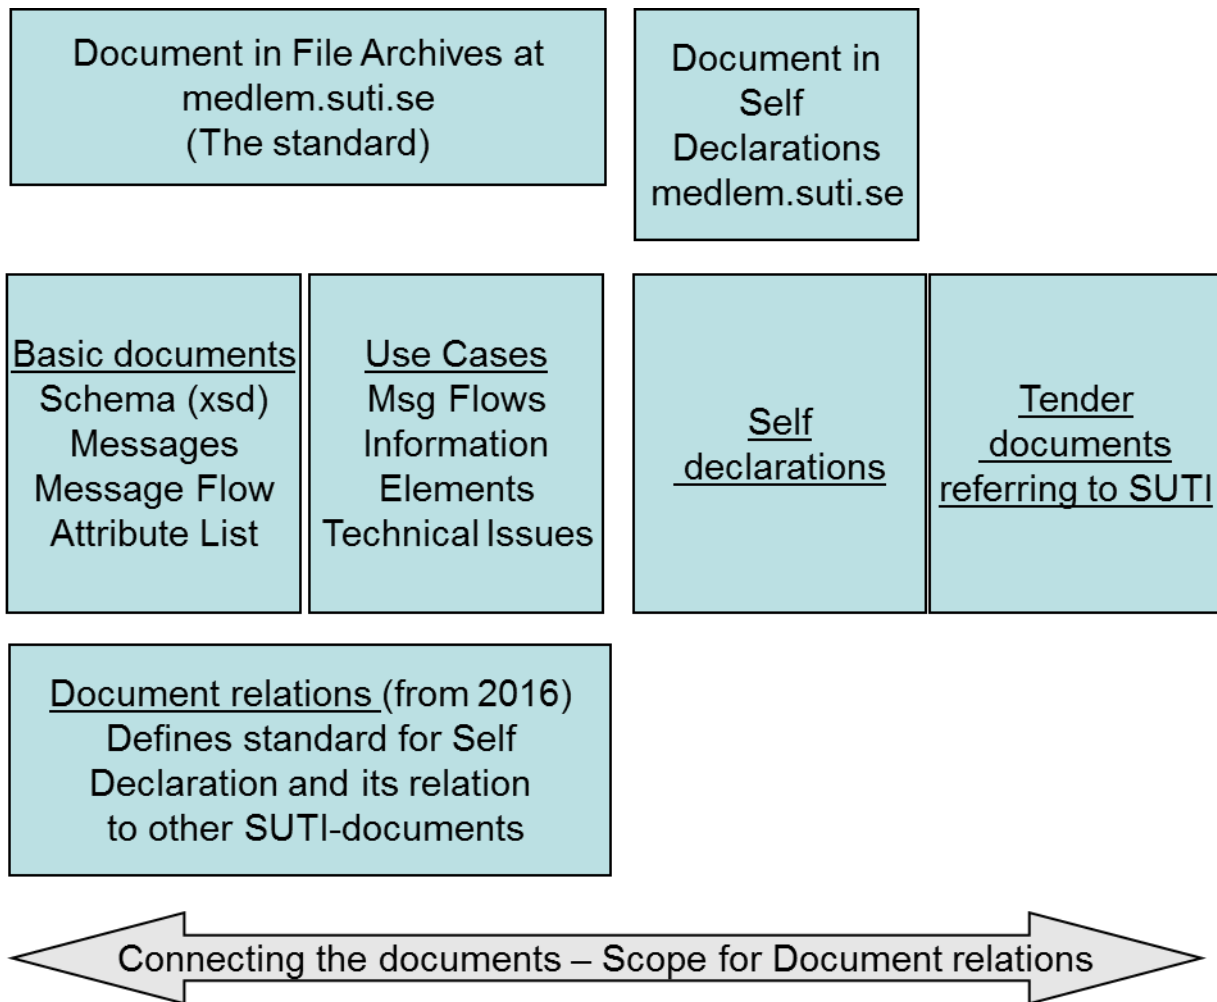 Document in File Archives at
medlem.suti.se
(The standard)
Document in
Self
Declarations
medlem.suti.se
Basic documents
Schema (xsd)
Messages
Message Flow
Attribute List
Use Cases
Msg Flows
Information
Elements
Technical Issues
Self
declarations
Tender
documents
referring to SUTI
Document relations (from 2016)
Defines standard for Self
Declaration and its relation
to other SUTI-documents
Connecting the documents – Scope for Document relations